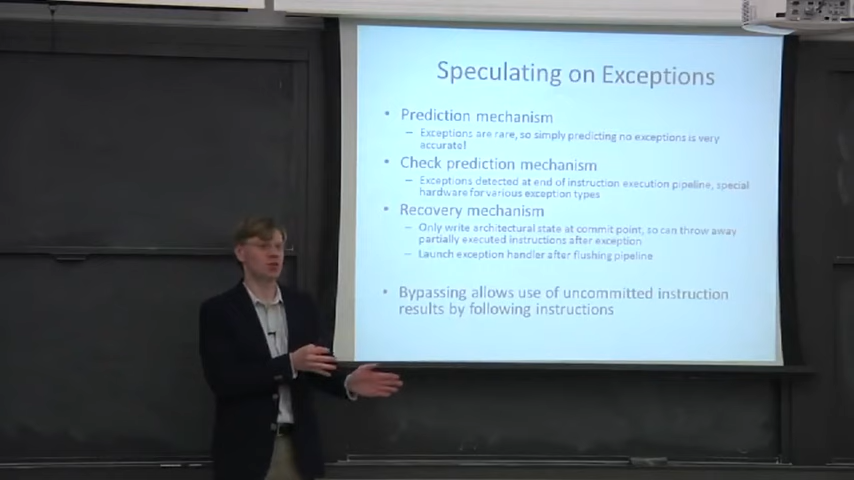 Speculating on Exceptions
• Prediction mechanism
– Exceptions are rare, so simply predicting no exceptions is very
accurate!
• Check prediction mechanism
– Exceptions detected at end of instruction execution pipeline, special
hardware for various exception types
• Recovery mechanism
– Only write architectural state at commit point, so can throw away
partially executed instructions after exception
– Launch exception handler after flushing pipeline
• Bypassing allows use of uncommitted instruction
results by following instructions